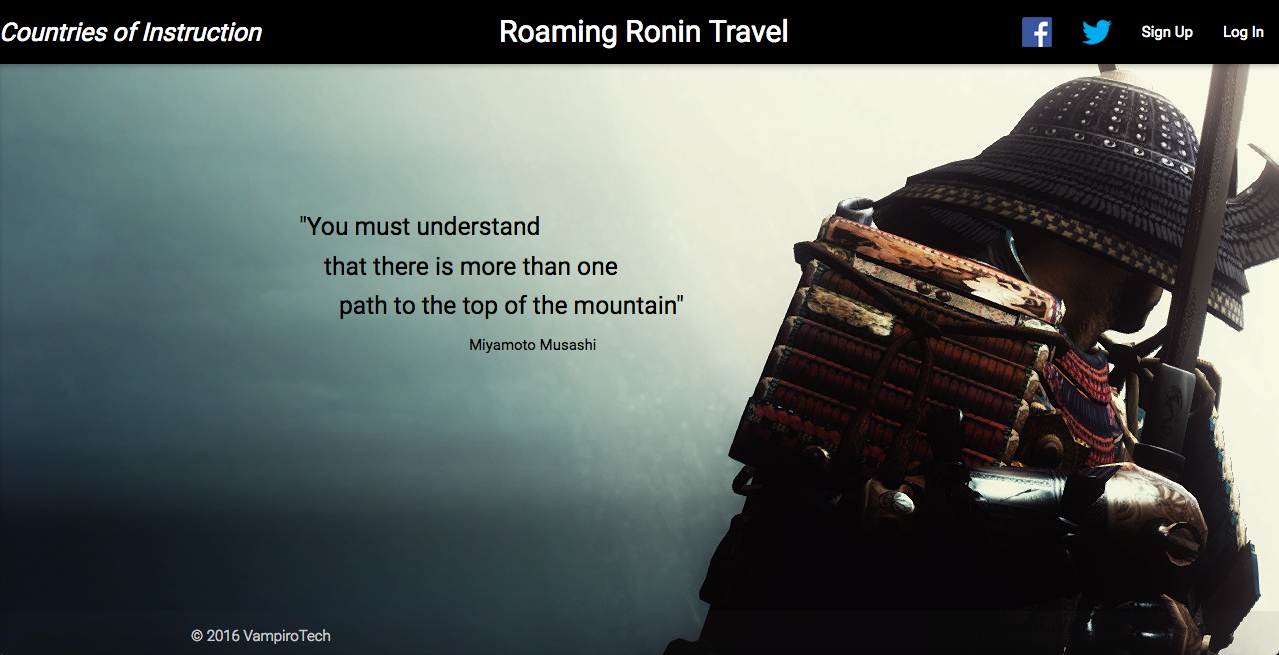 Countries of Instruction
Roaming Ronin Travel
Sign Up
Log In
"You must understand
that there is more than one
path to the top of the mountain"
Miyamoto Musashi
© 2016 VampiroTech